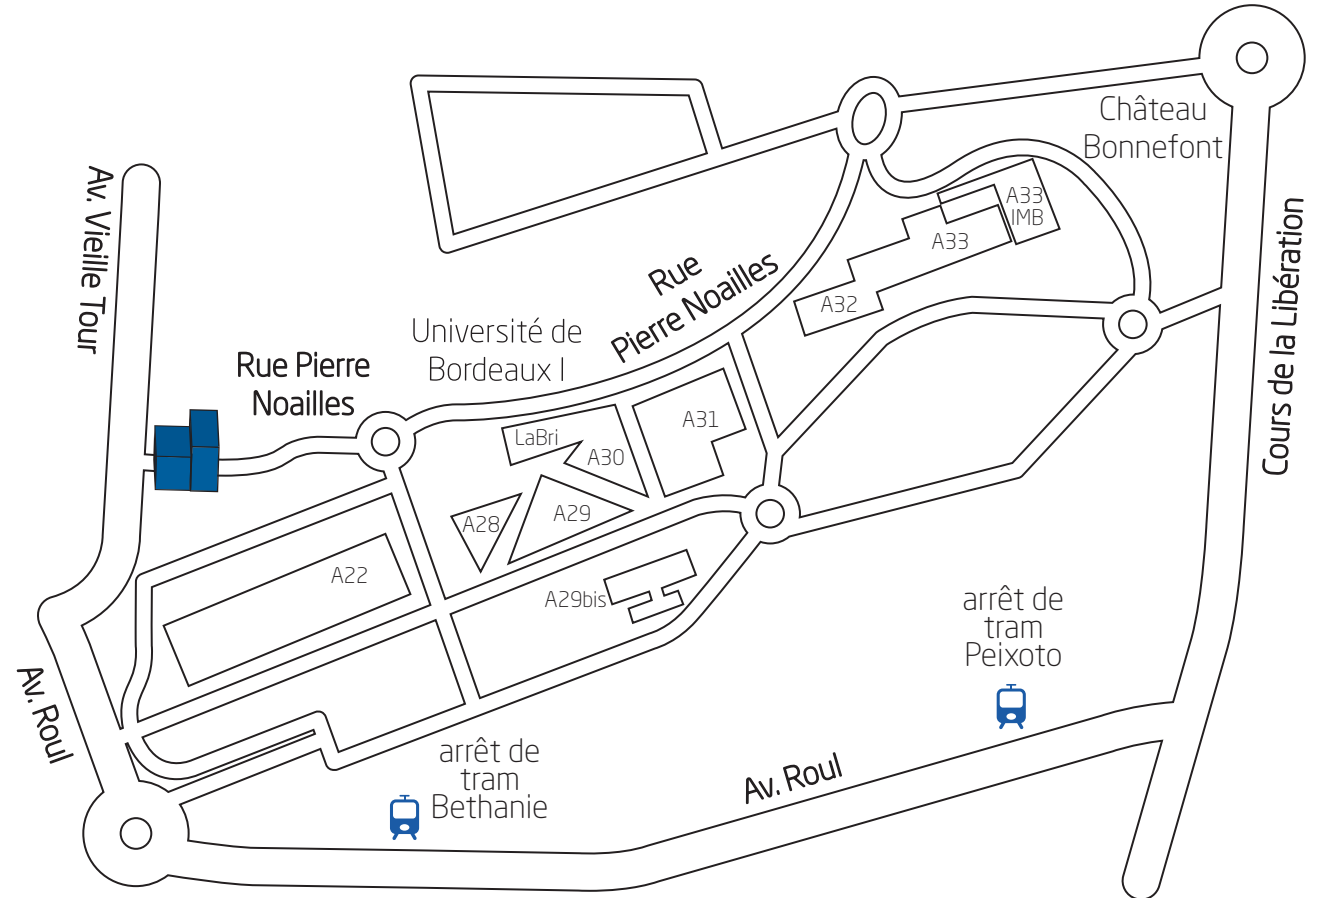 Château
Bonnefont
Av. Vieille Tour
A33
IMB
A33
Cours de la Libération
Rue
Pierre Noailles
A32
Université de
Bordeaux I
Rue Pierre
Noailles
A31
LaBri
A30
A28
A29
A22
A29bis
arrêt de
tram
Peixoto
Av. Roul
arrêt de
tram
Bethanie
Av. Roul